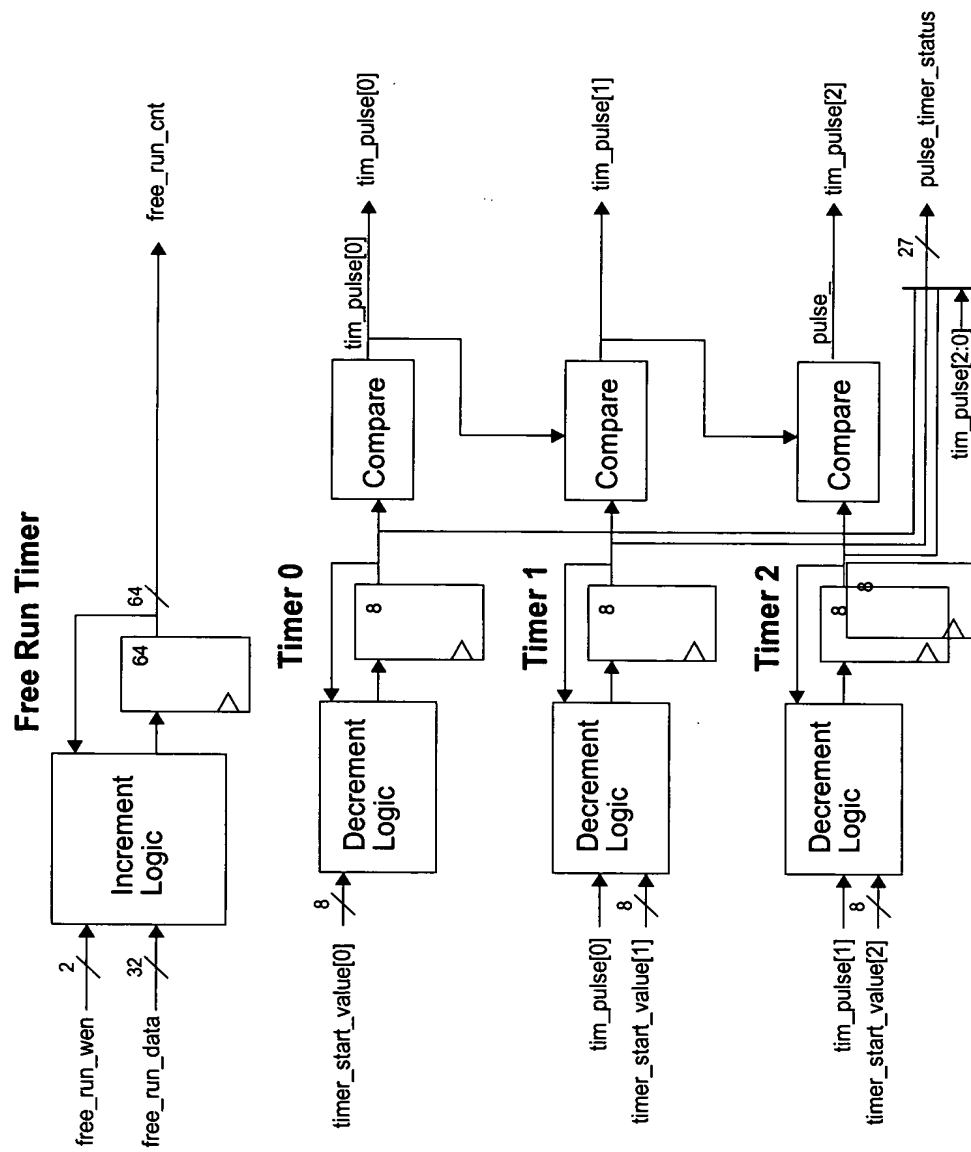 Free Run Timer
free_run_wen
2
free_run_data
32
Increment
Logic
64
64
free_run_cnt
Timer 0
timer_start_value[0]
8
Decrement
Logic
8
Compare
tim_pulse[0]
tim_pulse[0]
Timer 1
tim_pulse[0]
timer_start_value[1]
8
Decrement
Logic
8
Compare
tim_pulse[1]
Timer 2
tim_pulse[1]
timer_start_value[2]
8
Decrement
Logic
8
8
Compare
pulse_
tim_pulse[2]
27
pulse_timer_status
tim_pulse[2:0]